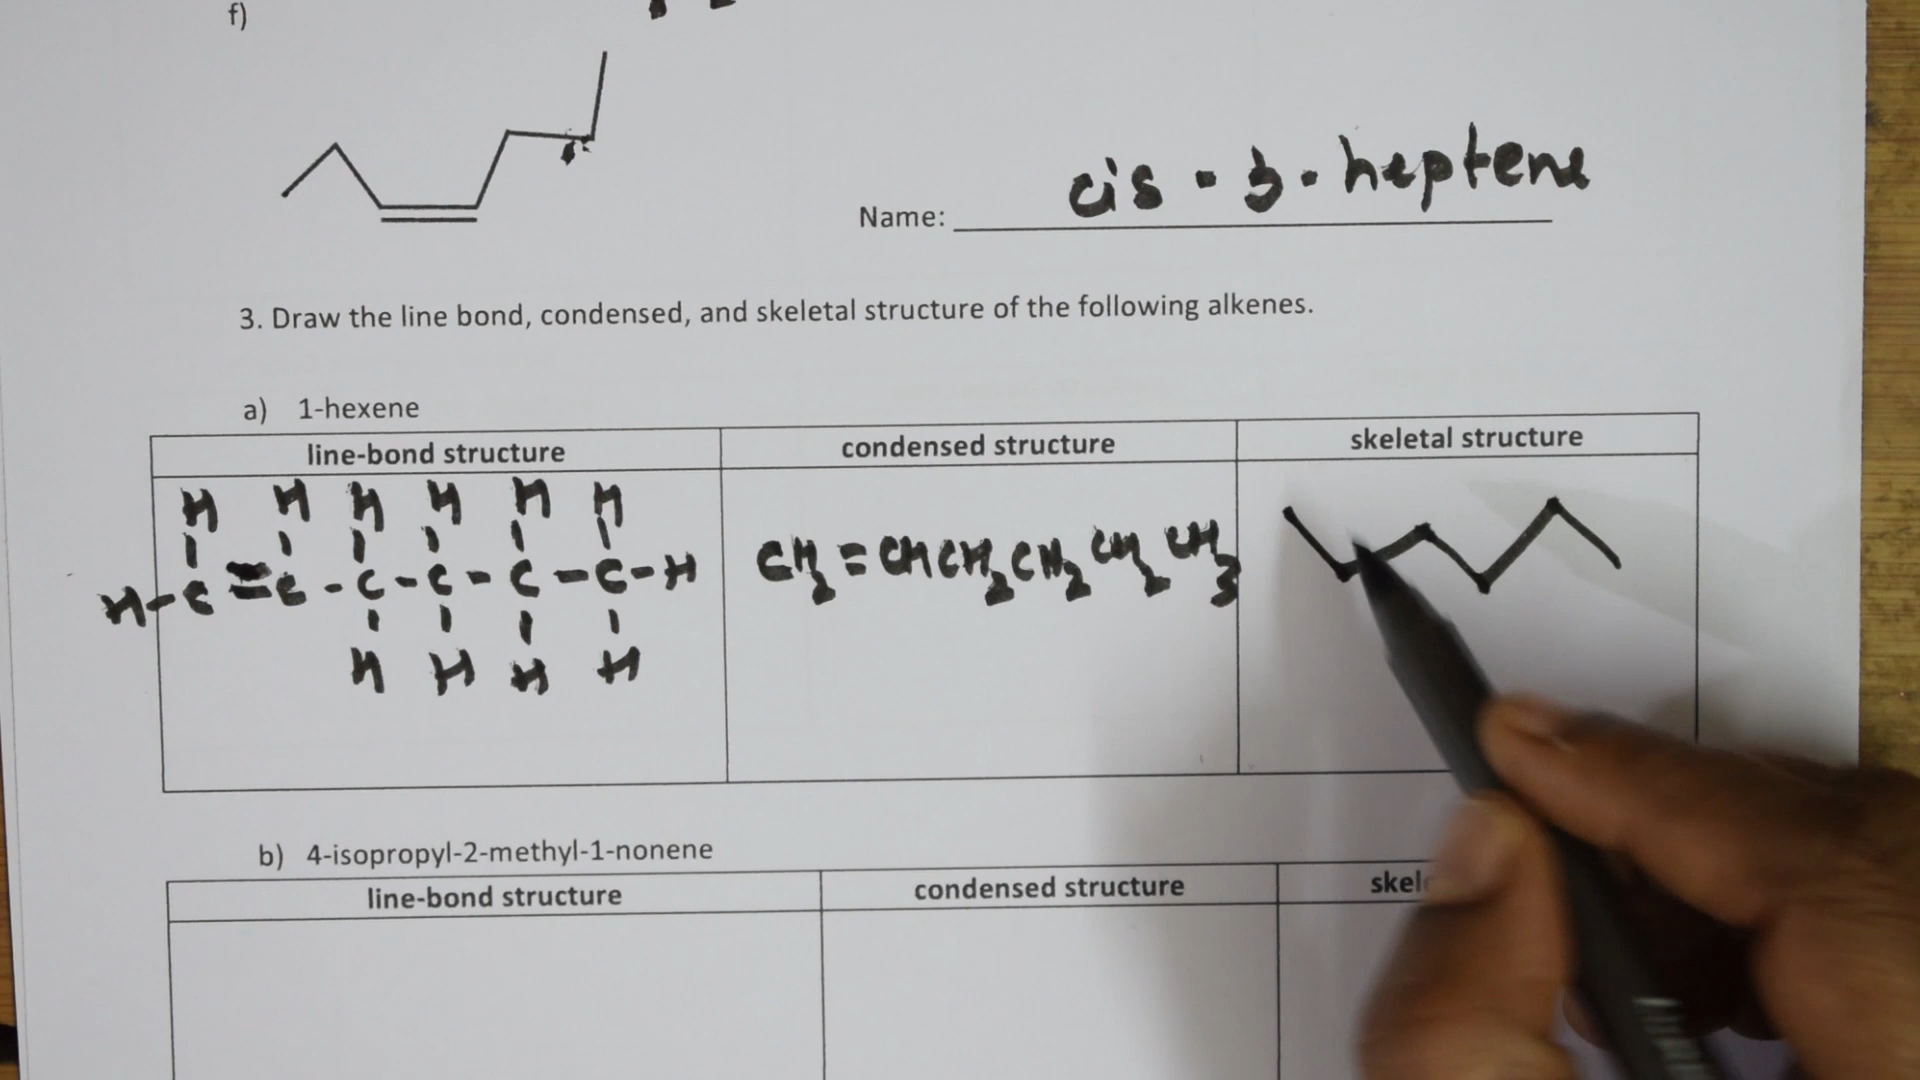 f)
cis - 3 - heptene
Name:
3. Draw the line bond, condensed, and skeletal structure of the following alkenes.
a) 1-hexene
line-bond structure condensed structure skeletal structure
H H H H H H
H-C=C-C-C-C-C-H
CH2=CHCH2CH2CH2CH3
H H H H
b) 4-isopropyl-2-methyl-1-nonene
line-bond structure condensed structure